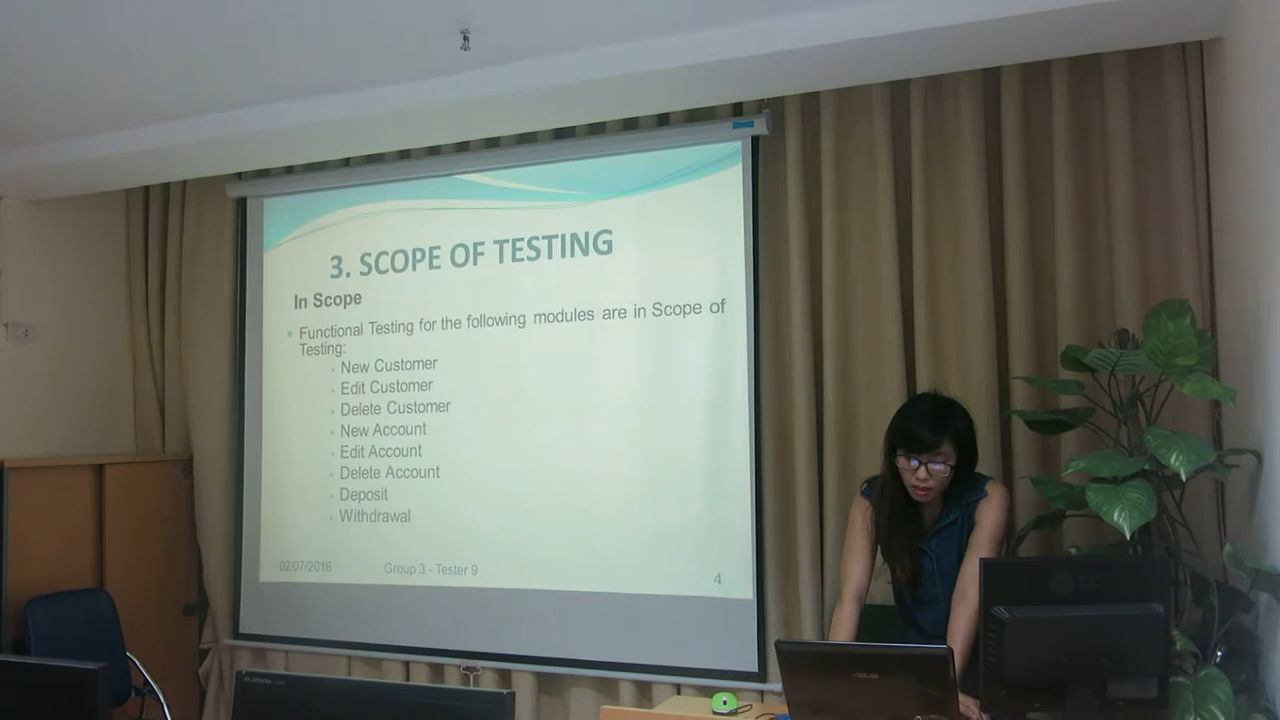 3. SCOPE OF TESTING
In Scope
Functional Testing for the following modules are in Scope of
Testing:
New Customer
Edit Customer
Delete Customer
New Account
Edit Account
Delete Account
Deposit
Withdrawal
02/07/2016 Group 3 - Tester 9 4
ASUS